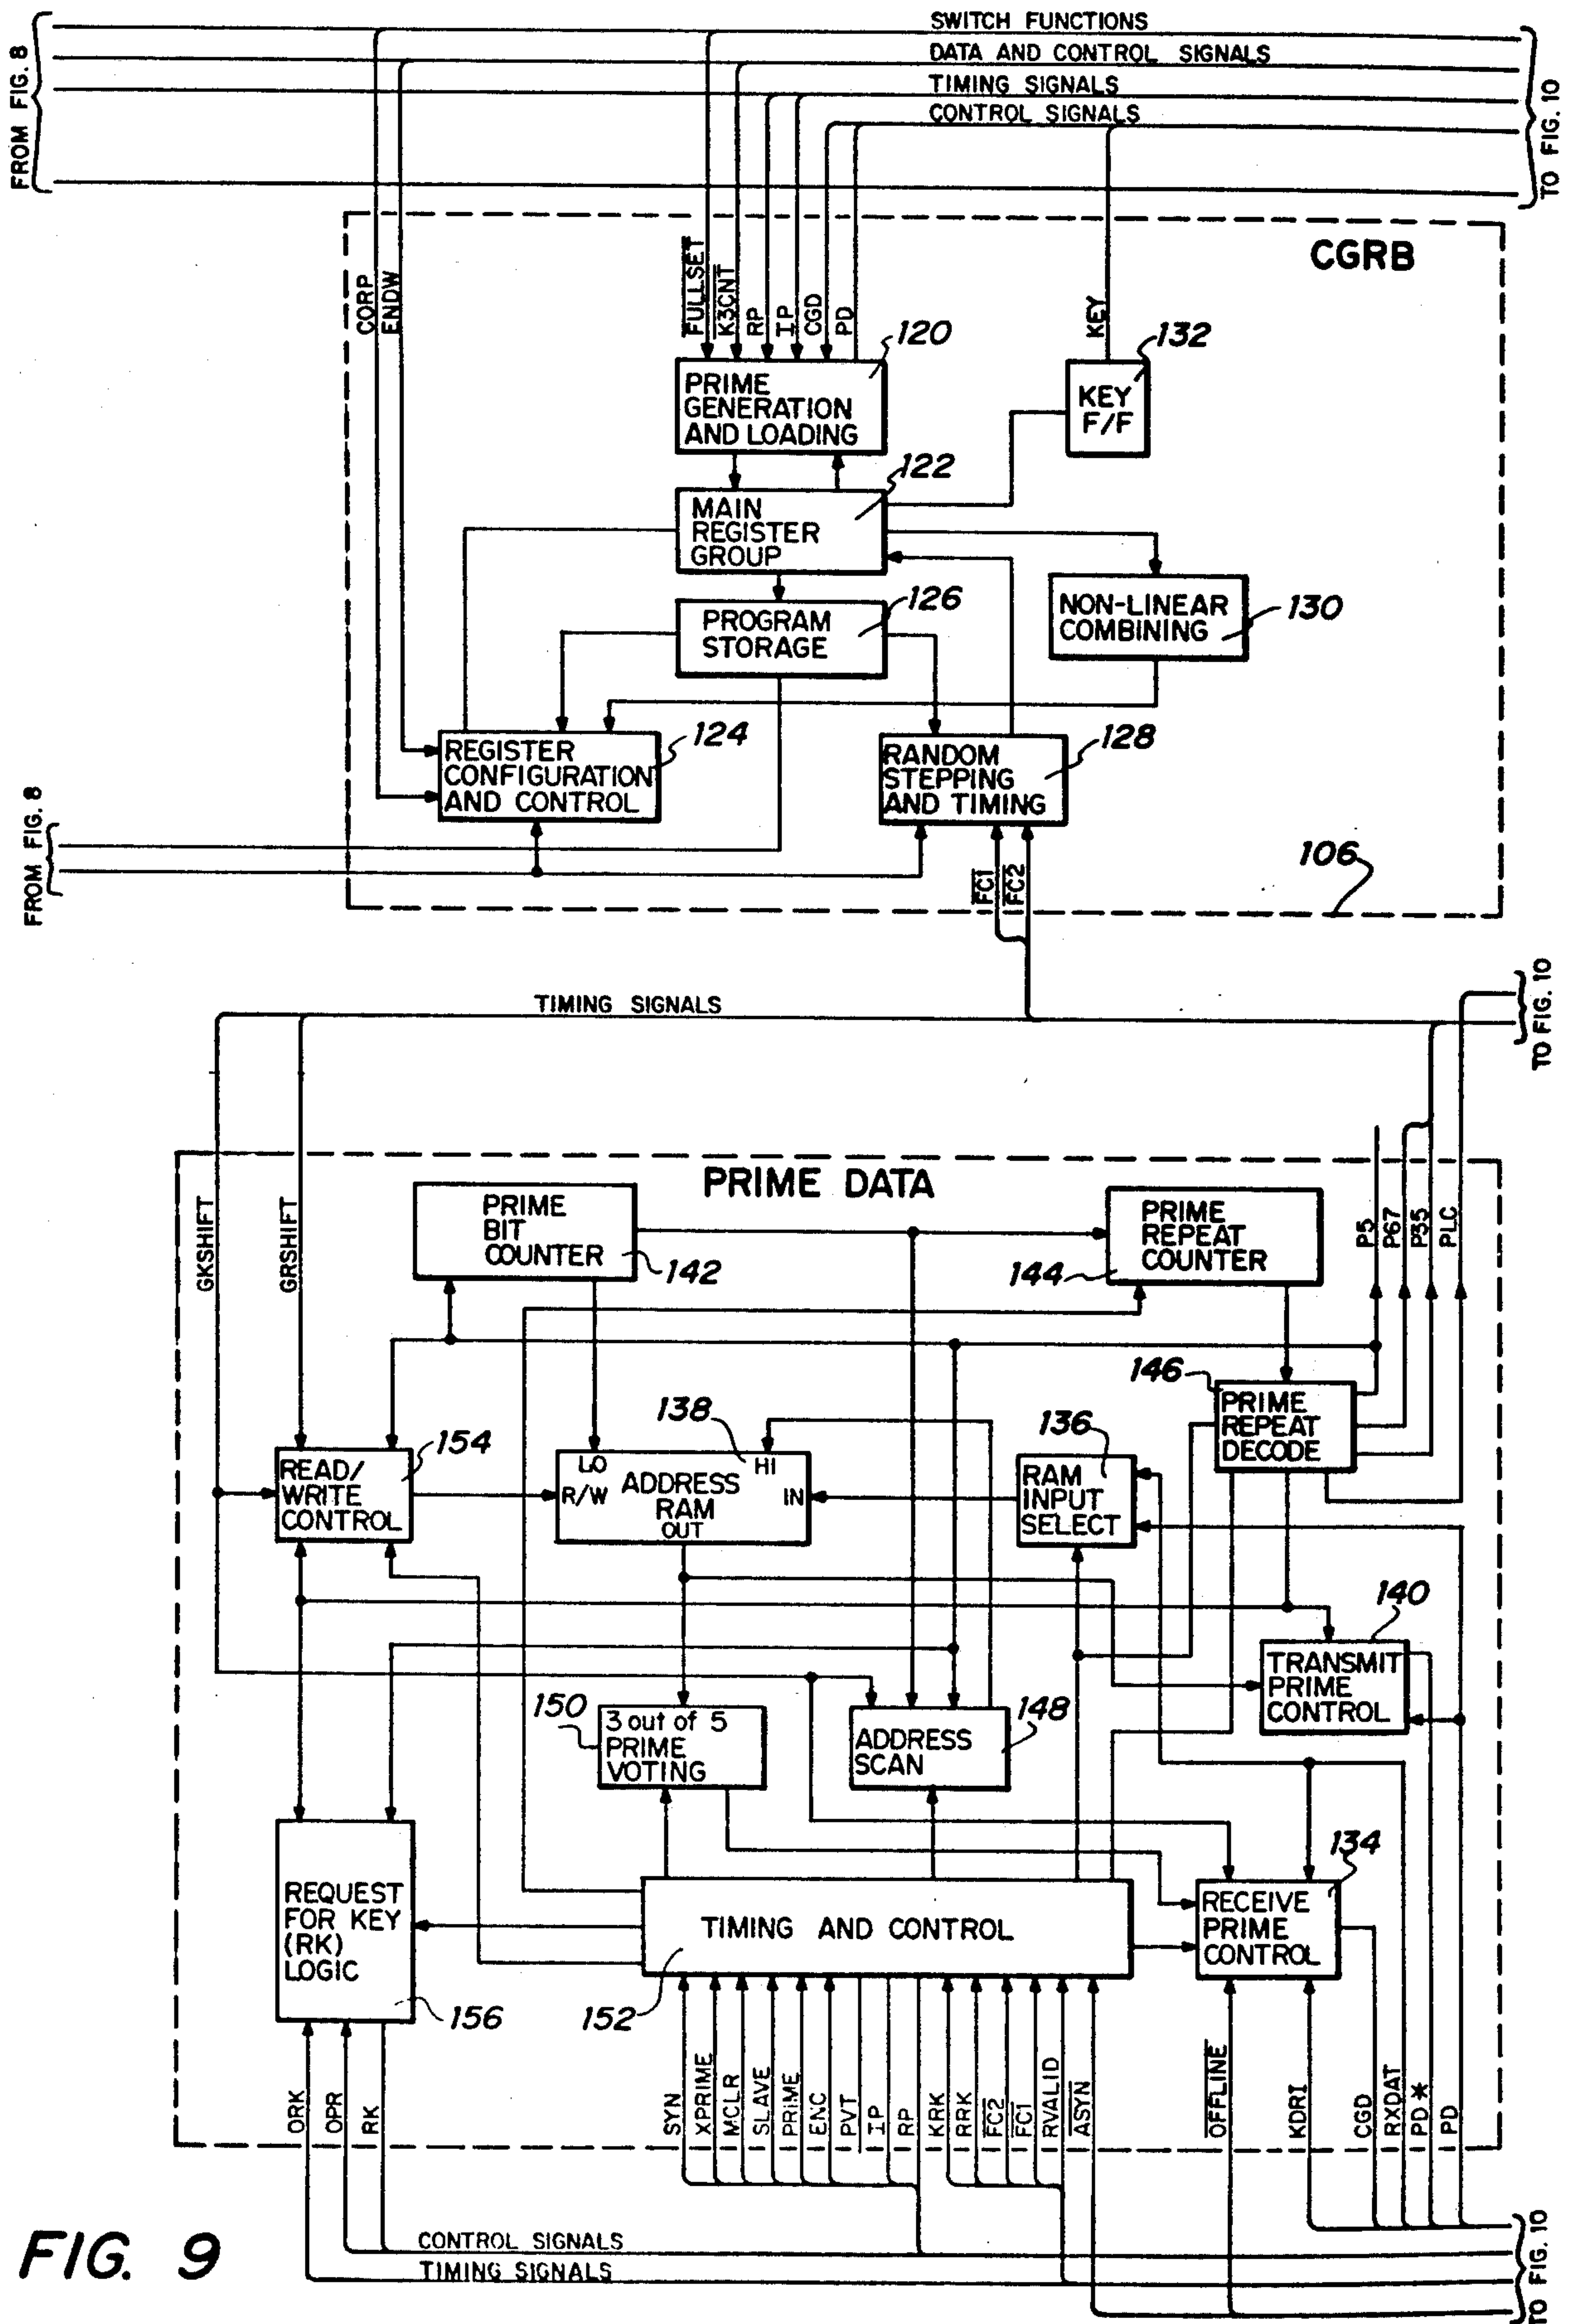 SWITCH FUNCTIONS
DATA AND CONTROL SIGNALS
TIMING SIGNALS
CONTROL SIGNALS
FROM FIG. 8
TO FIG. 10
CGRB
CORP
ENDW
FULLSET
K3CNT
RP
IP
CGD
PD
KEY
120
PRIME
GENERATION
AND LOADING
132
KEY
F/F
122
MAIN
REGISTER
GROUP
126
PROGRAM
STORAGE
NON-LINEAR
COMBINING
130
124
REGISTER
CONFIGURATION
AND CONTROL
128
RANDOM
STEPPING
AND TIMING
FROM FIG. 8
FC1
FC2
106
TIMING SIGNALS
TO FIG. 10
PRIME DATA
GKSHIFT
GRSHIFT
PRIME
BIT
COUNTER
142
PRIME
REPEAT
COUNTER
144
P5
P67
P35
PLC
146
PRIME
REPEAT
DECODE
154
READ/
WRITE
CONTROL
138
LO
HI
R/W
ADDRESS
RAM
IN
OUT
136
RAM
INPUT
SELECT
140
TRANSMIT
PRIME
CONTROL
150
3 out of 5
PRIME
VOTING
148
ADDRESS
SCAN
134
RECEIVE
PRIME
CONTROL
REQUEST
FOR KEY
(RK)
LOGIC
156
TIMING AND CONTROL
152
ORK
OPR
RK
SYN
XPRIME
MCLR
SLAVE
PRIME
ENC
PVT
IP
RP
KRK
RRK
FC2
FC1
RVALID
ASYN
OFFLINE
KDRI
CGD
RXDAT
PD*
PD
CONTROL SIGNALS
TIMING SIGNALS
TO FIG. 10
FIG. 9